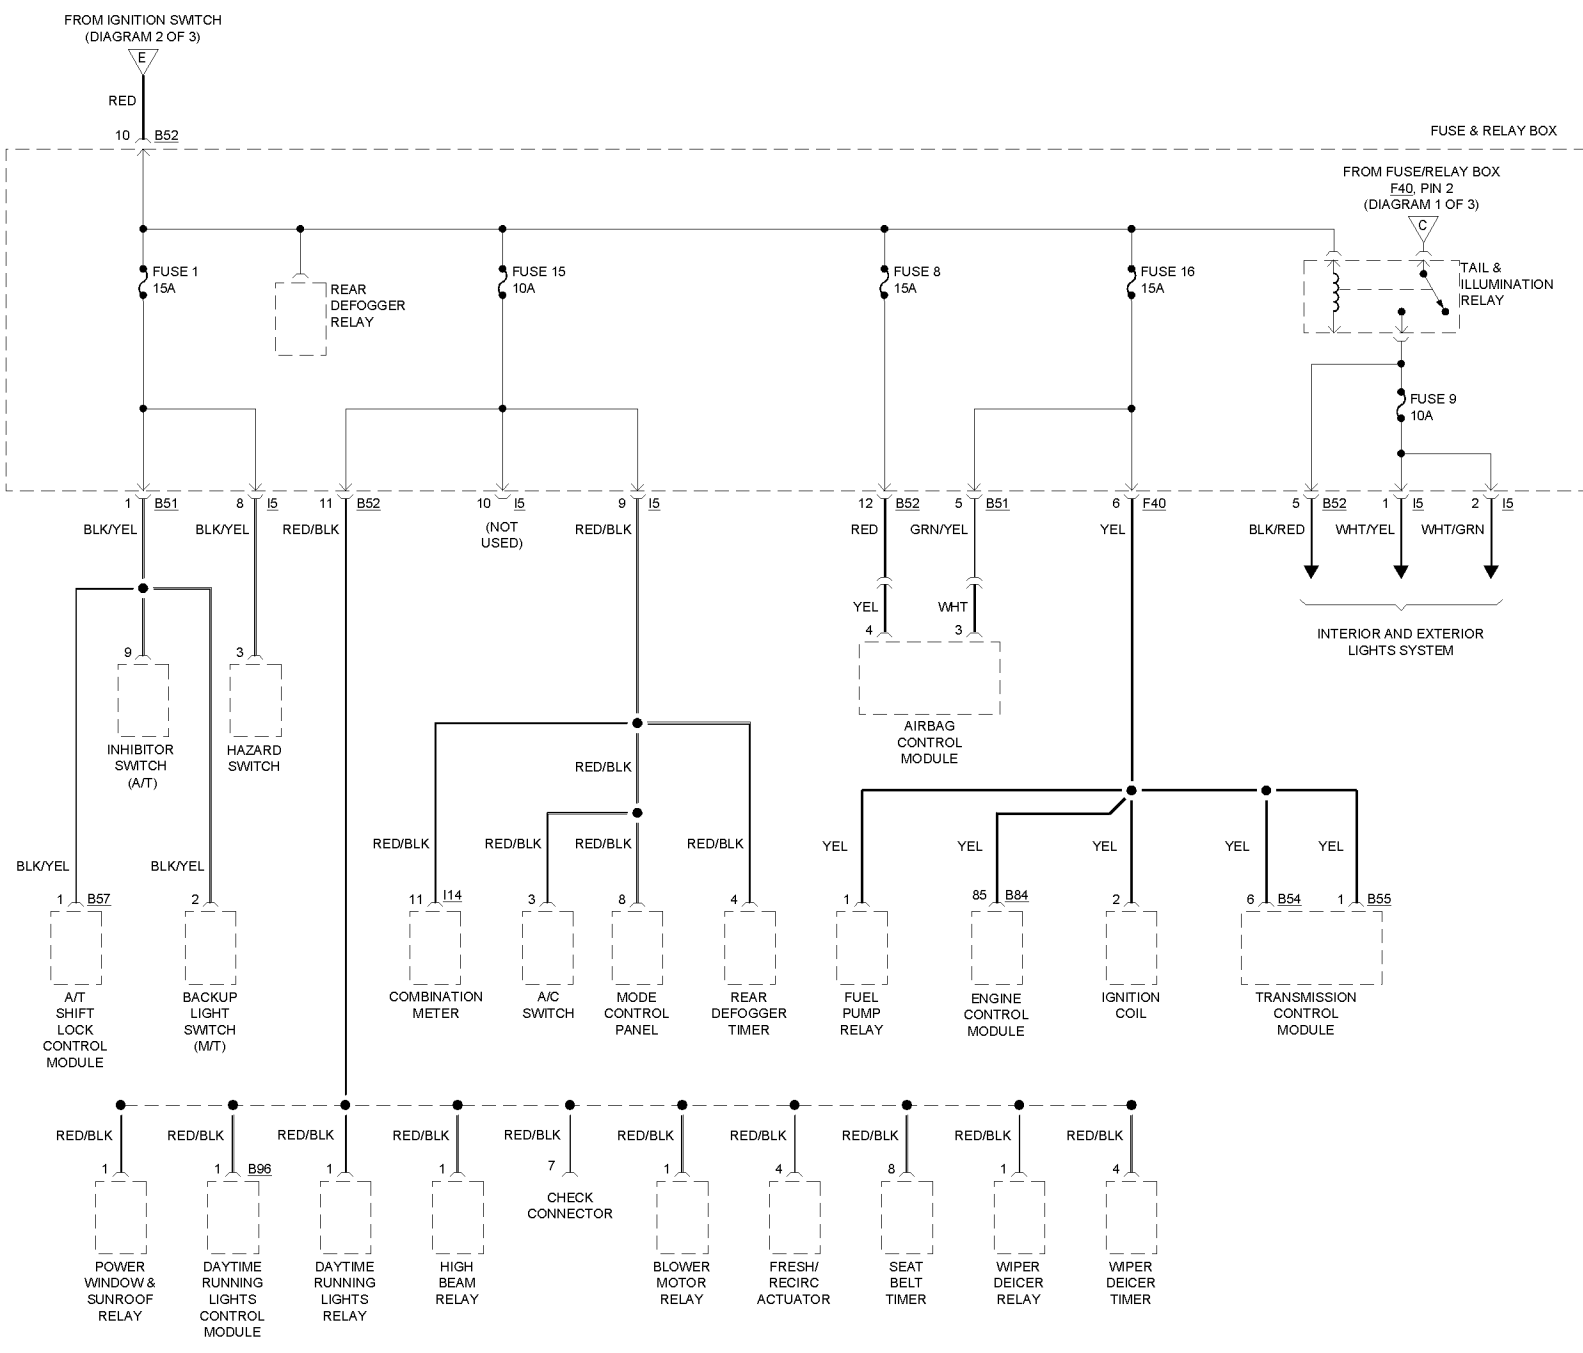 FROM IGNITION SWITCH
(DIAGRAM 2 OF 3)
E
RED
10 B52
FUSE & RELAY BOX
FROM FUSE/RELAY BOX
F40, PIN 2
(DIAGRAM 1 OF 3)
C
FUSE 1
15A
REAR
DEFOGGER
RELAY
FUSE 15
10A
FUSE 8
15A
FUSE 16
15A
TAIL &
ILLUMINATION
RELAY
FUSE 9
10A
1 B51 8 I5 11 B52 10 I5 9 I5 12 B52 5 B51 6 F40 5 B52 1 I5 2 I5
BLK/YEL BLK/YEL RED/BLK (NOT RED/BLK RED GRN/YEL YEL BLK/RED WHT/YEL WHT/GRN
USED)
YEL WHT
4 3
INTERIOR AND EXTERIOR
LIGHTS SYSTEM
9 3
INHIBITOR
SWITCH
(A/T)
HAZARD
SWITCH
AIRBAG
CONTROL
MODULE
RED/BLK
BLK/YEL BLK/YEL RED/BLK RED/BLK RED/BLK RED/BLK YEL YEL YEL YEL YEL
1 B57 2 11 I14 3 8 4 1 85 B84 2 6 B54 1 B55
A/T
SHIFT
LOCK
CONTROL
MODULE
BACKUP
LIGHT
SWITCH
(M/T)
COMBINATION
METER
A/C
SWITCH
MODE
CONTROL
PANEL
REAR
DEFOGGER
TIMER
FUEL
PUMP
RELAY
ENGINE
CONTROL
MODULE
IGNITION
COIL
TRANSMISSION
CONTROL
MODULE
RED/BLK RED/BLK RED/BLK RED/BLK RED/BLK RED/BLK RED/BLK RED/BLK RED/BLK RED/BLK
1 1 B96 1 1 7 1 4 8 1 4
POWER
WINDOW &
SUNROOF
RELAY
DAYTIME
RUNNING
LIGHTS
CONTROL
MODULE
DAYTIME
RUNNING
LIGHTS
RELAY
HIGH
BEAM
RELAY
CHECK
CONNECTOR
BLOWER
MOTOR
RELAY
FRESH/
RECIRC
ACTUATOR
SEAT
BELT
TIMER
WIPER
DEICER
RELAY
WIPER
DEICER
TIMER